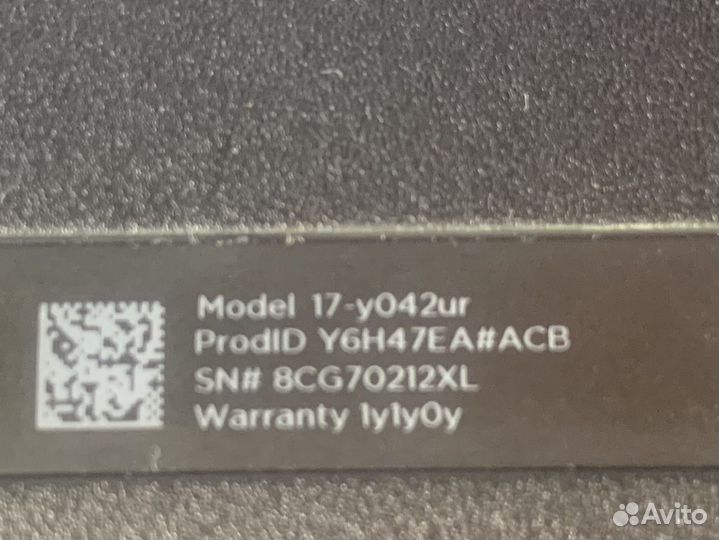 Model 17-y042ur
ProdID Y6H47EA#ACB
SN# 8CG70212XL
Warranty 1y1y0y
Avito